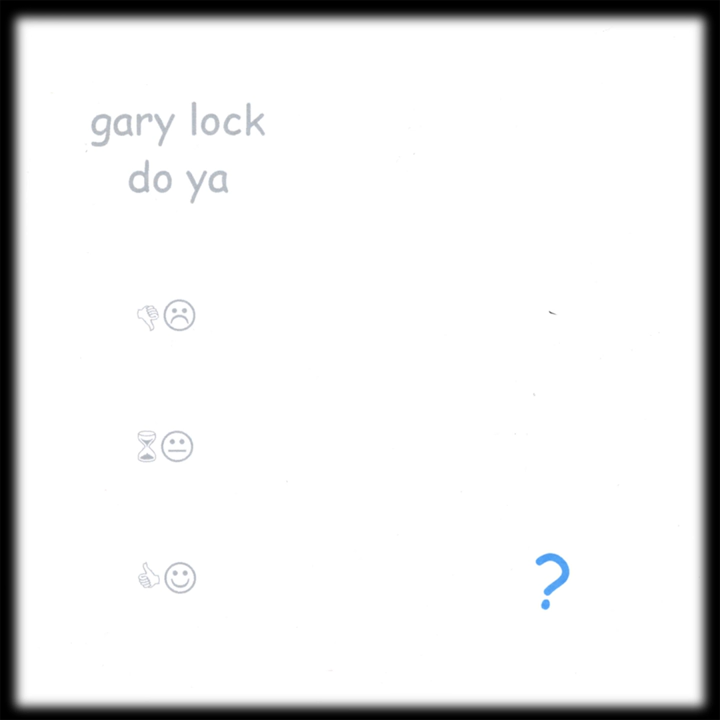 gary lock
do ya
👎☹
⌛😐
👍☺
?